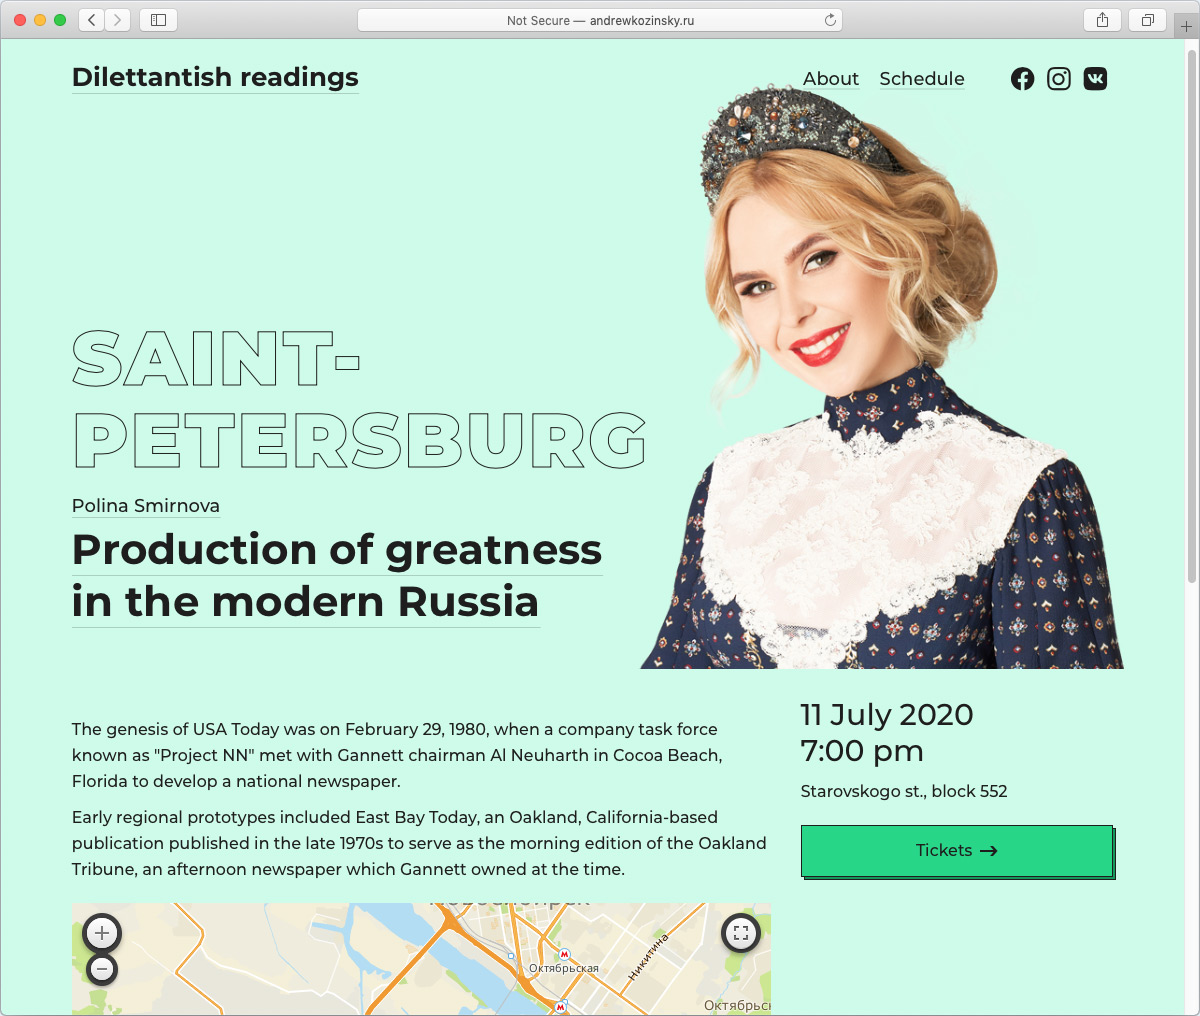 Not Secure — andrewkozinsky.ru
Dilettantish readings
About Schedule
SAINT-
PETERSBURG
Polina Smirnova
Production of greatness
in the modern Russia
The genesis of USA Today was on February 29, 1980, when a company task force
known as "Project NN" met with Gannett chairman Al Neuharth in Cocoa Beach,
Florida to develop a national newspaper.
Early regional prototypes included East Bay Today, an Oakland, California-based
publication published in the late 1970s to serve as the morning edition of the Oakland
Tribune, an afternoon newspaper which Gannett owned at the time.
11 July 2020
7:00 pm
Starovskogo st., block 552
Tickets →
Октябрьская
Никитина